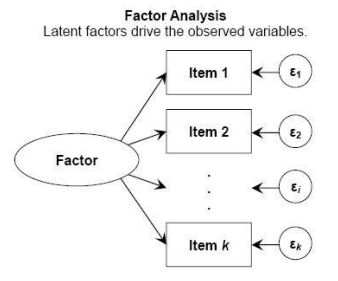 Factor Analysis
Latent factors drive the observed variables.
Item 1
ε1
Item 2
ε2
Factor
.
.
.
εi
Item k
εk